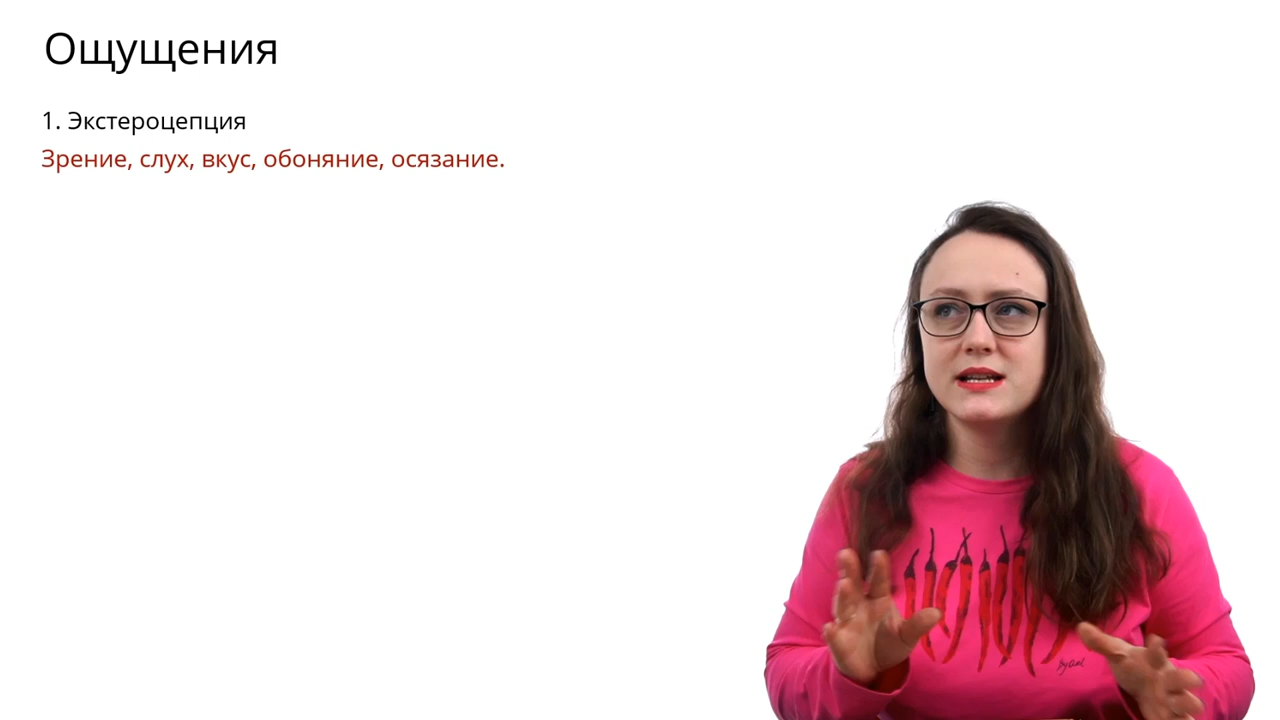 Ощущения
1. Экстероцепция
Зрение, слух, вкус, обоняние, осязание.